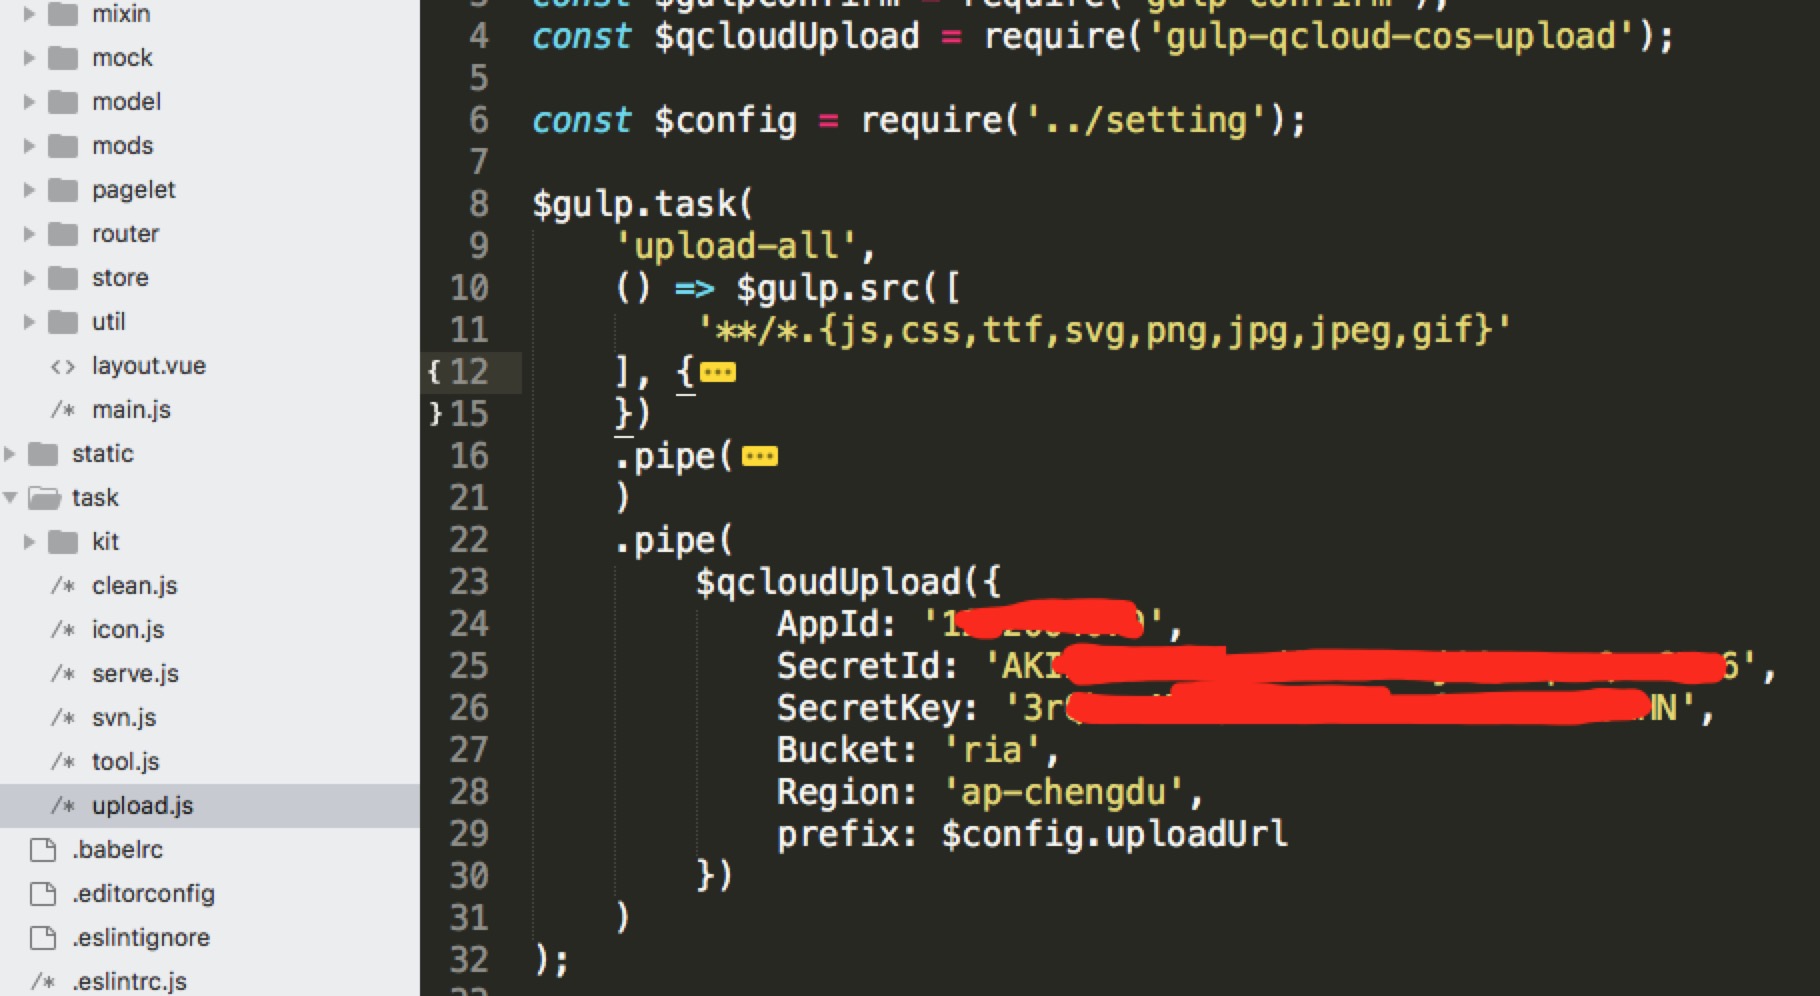 mixin
mock
model
mods
pagelet
router
store
util
<> layout.vue
/* main.js
static
task
kit
/* clean.js
/* icon.js
/* serve.js
/* svn.js
/* tool.js
/* upload.js
.babelrc
.editorconfig
.eslintignore
/* .eslintrc.js
3 const $gulpconfirm = require('gulp-confirm');
4 const $qcloudUpload = require('gulp-qcloud-cos-upload');
5
6 const $config = require('../setting');
7
8 $gulp.task(
9 'upload-all',
10 () => $gulp.src([
11 '**/*.{js,css,ttf,svg,png,jpg,jpeg,gif}'
{ 12 ], {
} 15 })
16 .pipe(
21 )
22 .pipe(
23 $qcloudUpload({
24 AppId: '1
',
25 SecretId: 'AKI
6',
26 SecretKey: '3r
N',
27 Bucket: 'ria',
28 Region: 'ap-chengdu',
29 prefix: $config.uploadUrl
30 })
31 )
32 );